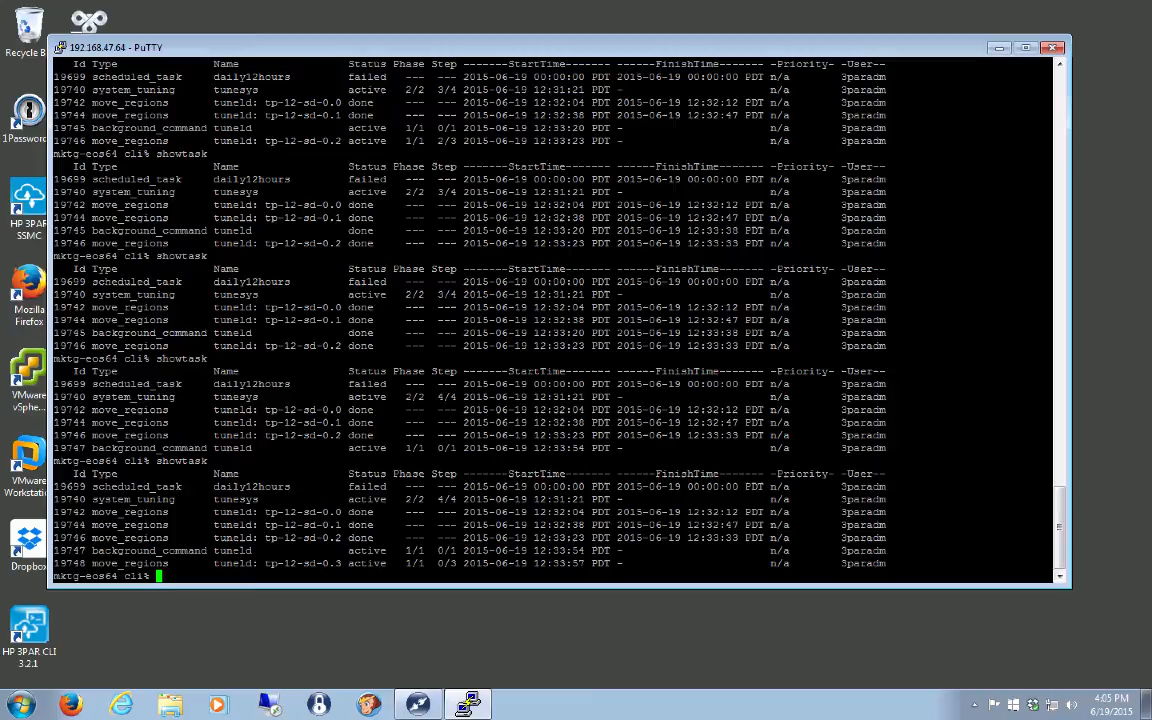 Recycle B
192.168.47.64 - PuTTY
Id Type Name Status Phase Step -------StartTime------- ------FinishTime------- -Priority- -User--
19699 scheduled_task daily12hours failed --- --- 2015-06-19 00:00:00 PDT 2015-06-19 00:00:00 PDT n/a 3paradm
19740 system_tuning tunesys active 2/2 3/4 2015-06-19 12:31:21 PDT - n/a 3paradm
19742 move_regions tuneld: tp-12-sd-0.0 done --- --- 2015-06-19 12:32:04 PDT 2015-06-19 12:32:12 PDT n/a 3paradm
19744 move_regions tuneld: tp-12-sd-0.1 done --- --- 2015-06-19 12:32:38 PDT 2015-06-19 12:32:47 PDT n/a 3paradm
19745 background_command tuneld active 1/1 0/1 2015-06-19 12:33:20 PDT - n/a 3paradm
19746 move_regions tuneld: tp-12-sd-0.2 active 1/1 2/3 2015-06-19 12:33:23 PDT - n/a 3paradm
mktg-eos64 cli% showtask
Id Type Name Status Phase Step -------StartTime------- ------FinishTime------- -Priority- -User--
19699 scheduled_task daily12hours failed --- --- 2015-06-19 00:00:00 PDT 2015-06-19 00:00:00 PDT n/a 3paradm
19740 system_tuning tunesys active 2/2 3/4 2015-06-19 12:31:21 PDT - n/a 3paradm
19742 move_regions tuneld: tp-12-sd-0.0 done --- --- 2015-06-19 12:32:04 PDT 2015-06-19 12:32:12 PDT n/a 3paradm
19744 move_regions tuneld: tp-12-sd-0.1 done --- --- 2015-06-19 12:32:38 PDT 2015-06-19 12:32:47 PDT n/a 3paradm
19745 background_command tuneld done --- --- 2015-06-19 12:33:20 PDT 2015-06-19 12:33:38 PDT n/a 3paradm
19746 move_regions tuneld: tp-12-sd-0.2 done --- --- 2015-06-19 12:33:23 PDT 2015-06-19 12:33:33 PDT n/a 3paradm
mktg-eos64 cli% showtask
Id Type Name Status Phase Step -------StartTime------- ------FinishTime------- -Priority- -User--
19699 scheduled_task daily12hours failed --- --- 2015-06-19 00:00:00 PDT 2015-06-19 00:00:00 PDT n/a 3paradm
19740 system_tuning tunesys active 2/2 3/4 2015-06-19 12:31:21 PDT - n/a 3paradm
19742 move_regions tuneld: tp-12-sd-0.0 done --- --- 2015-06-19 12:32:04 PDT 2015-06-19 12:32:12 PDT n/a 3paradm
19744 move_regions tuneld: tp-12-sd-0.1 done --- --- 2015-06-19 12:32:38 PDT 2015-06-19 12:32:47 PDT n/a 3paradm
19745 background_command tuneld done --- --- 2015-06-19 12:33:20 PDT 2015-06-19 12:33:38 PDT n/a 3paradm
19746 move_regions tuneld: tp-12-sd-0.2 done --- --- 2015-06-19 12:33:23 PDT 2015-06-19 12:33:33 PDT n/a 3paradm
mktg-eos64 cli% showtask
Id Type Name Status Phase Step -------StartTime------- ------FinishTime------- -Priority- -User--
19699 scheduled_task daily12hours failed --- --- 2015-06-19 00:00:00 PDT 2015-06-19 00:00:00 PDT n/a 3paradm
19740 system_tuning tunesys active 2/2 4/4 2015-06-19 12:31:21 PDT - n/a 3paradm
19742 move_regions tuneld: tp-12-sd-0.0 done --- --- 2015-06-19 12:32:04 PDT 2015-06-19 12:32:12 PDT n/a 3paradm
19744 move_regions tuneld: tp-12-sd-0.1 done --- --- 2015-06-19 12:32:38 PDT 2015-06-19 12:32:47 PDT n/a 3paradm
19746 move_regions tuneld: tp-12-sd-0.2 done --- --- 2015-06-19 12:33:23 PDT 2015-06-19 12:33:33 PDT n/a 3paradm
19747 background_command tuneld active 1/1 0/1 2015-06-19 12:33:54 PDT - n/a 3paradm
mktg-eos64 cli% showtask
Id Type Name Status Phase Step -------StartTime------- ------FinishTime------- -Priority- -User--
19699 scheduled_task daily12hours failed --- --- 2015-06-19 00:00:00 PDT 2015-06-19 00:00:00 PDT n/a 3paradm
19740 system_tuning tunesys active 2/2 4/4 2015-06-19 12:31:21 PDT - n/a 3paradm
19742 move_regions tuneld: tp-12-sd-0.0 done --- --- 2015-06-19 12:32:04 PDT 2015-06-19 12:32:12 PDT n/a 3paradm
19744 move_regions tuneld: tp-12-sd-0.1 done --- --- 2015-06-19 12:32:38 PDT 2015-06-19 12:32:47 PDT n/a 3paradm
19746 move_regions tuneld: tp-12-sd-0.2 done --- --- 2015-06-19 12:33:23 PDT 2015-06-19 12:33:33 PDT n/a 3paradm
19747 background_command tuneld active 1/1 0/1 2015-06-19 12:33:54 PDT - n/a 3paradm
19748 move_regions tuneld: tp-12-sd-0.3 active 1/1 0/3 2015-06-19 12:33:57 PDT - n/a 3paradm
mktg-eos64 cli%
1Password
HP 3PAR
SSMC
Mozilla
Firefox
VMware
vSphe...
VMware
Workstatio
Dropbox
HP 3PAR CLI
3.2.1
4:05 PM
6/19/2015